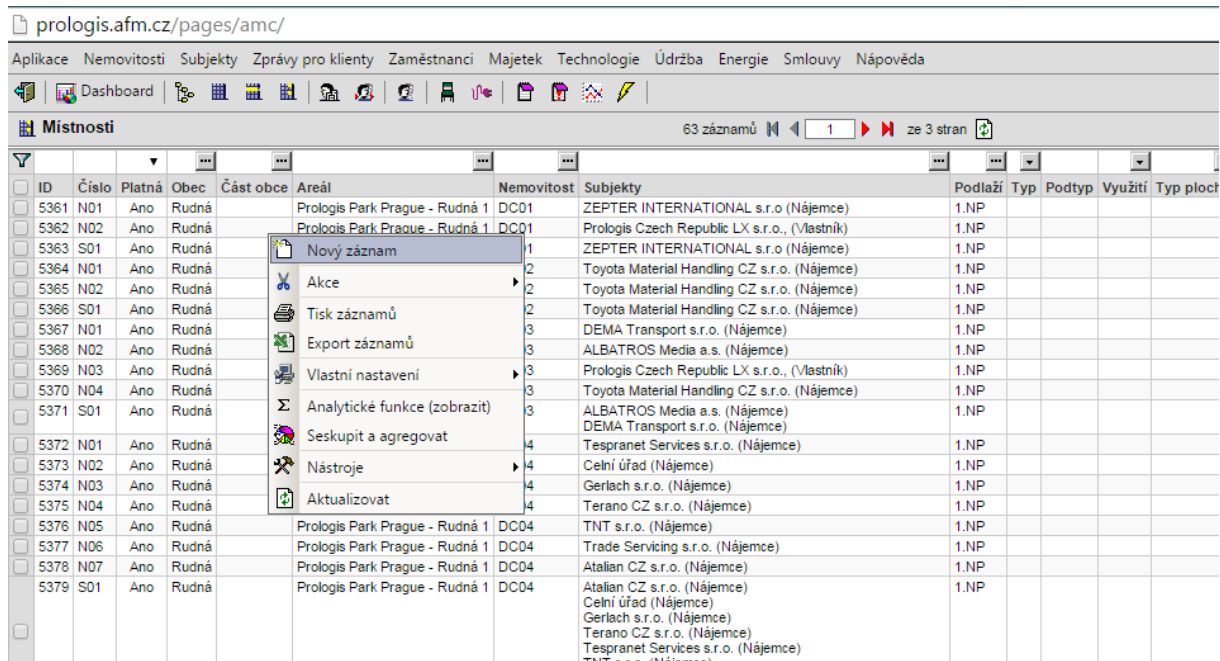 prologis.afm.cz/pages/amc/
Aplikace Nemovitosti Subjekty Zprávy pro klienty Zaměstnanci Majetek Technologie Údržba Energie Smlouvy Nápověda
Dashboard
Místnosti 63 záznamů 1 ze 3 stran
ID Číslo Platná Obec Část obce Areál Nemovitost Subjekty Podlaží Typ Podtyp Využití Typ ploch
5361 N01 Ano Rudná Prologis Park Prague - Rudná 1 DC01 ZEPTER INTERNATIONAL s.r.o (Nájemce) 1.NP
5362 N02 Ano Rudná Prologis Park Prague - Rudná 1 DC01 Prologis Czech Republic LX s.r.o., (Vlastník) 1.NP
5363 S01 Ano Rudná 01 ZEPTER INTERNATIONAL s.r.o (Nájemce) 1.NP
5364 N01 Ano Rudná 02 Toyota Material Handling CZ s.r.o. (Nájemce) 1.NP
5365 N02 Ano Rudná 02 Toyota Material Handling CZ s.r.o. (Nájemce) 1.NP
5366 S01 Ano Rudná 02 Toyota Material Handling CZ s.r.o. (Nájemce) 1.NP
5367 N01 Ano Rudná 03 DEMA Transport s.r.o. (Nájemce) 1.NP
5368 N02 Ano Rudná 03 ALBATROS Media a.s. (Nájemce) 1.NP
5369 N03 Ano Rudná 03 Prologis Czech Republic LX s.r.o., (Vlastník) 1.NP
5370 N04 Ano Rudná 03 Toyota Material Handling CZ s.r.o. (Nájemce) 1.NP
5371 S01 Ano Rudná 03 ALBATROS Media a.s. (Nájemce) 1.NP
DEMA Transport s.r.o. (Nájemce)
5372 N01 Ano Rudná 04 Tespranet Services s.r.o. (Nájemce) 1.NP
5373 N02 Ano Rudná 04 Celní úřad (Nájemce) 1.NP
5374 N03 Ano Rudná 04 Gerlach s.r.o. (Nájemce) 1.NP
5375 N04 Ano Rudná 04 Terano CZ s.r.o. (Nájemce) 1.NP
5376 N05 Ano Rudná Prologis Park Prague - Rudná 1 DC04 TNT s.r.o. (Nájemce) 1.NP
5377 N06 Ano Rudná Prologis Park Prague - Rudná 1 DC04 Trade Servicing s.r.o. (Nájemce) 1.NP
5378 N07 Ano Rudná Prologis Park Prague - Rudná 1 DC04 Atalian CZ s.r.o. (Nájemce) 1.NP
5379 S01 Ano Rudná Prologis Park Prague - Rudná 1 DC04 Atalian CZ s.r.o. (Nájemce) 1.NP
Celní úřad (Nájemce)
Gerlach s.r.o. (Nájemce)
Terano CZ s.r.o. (Nájemce)
Tespranet Services s.r.o. (Nájemce)
TNT s.r.o. (Nájemce)
Nový záznam
Akce
Tisk záznamů
Export záznamů
Vlastní nastavení
Σ Analytické funkce (zobrazit)
Seskupit a agregovat
Nástroje
Aktualizovat